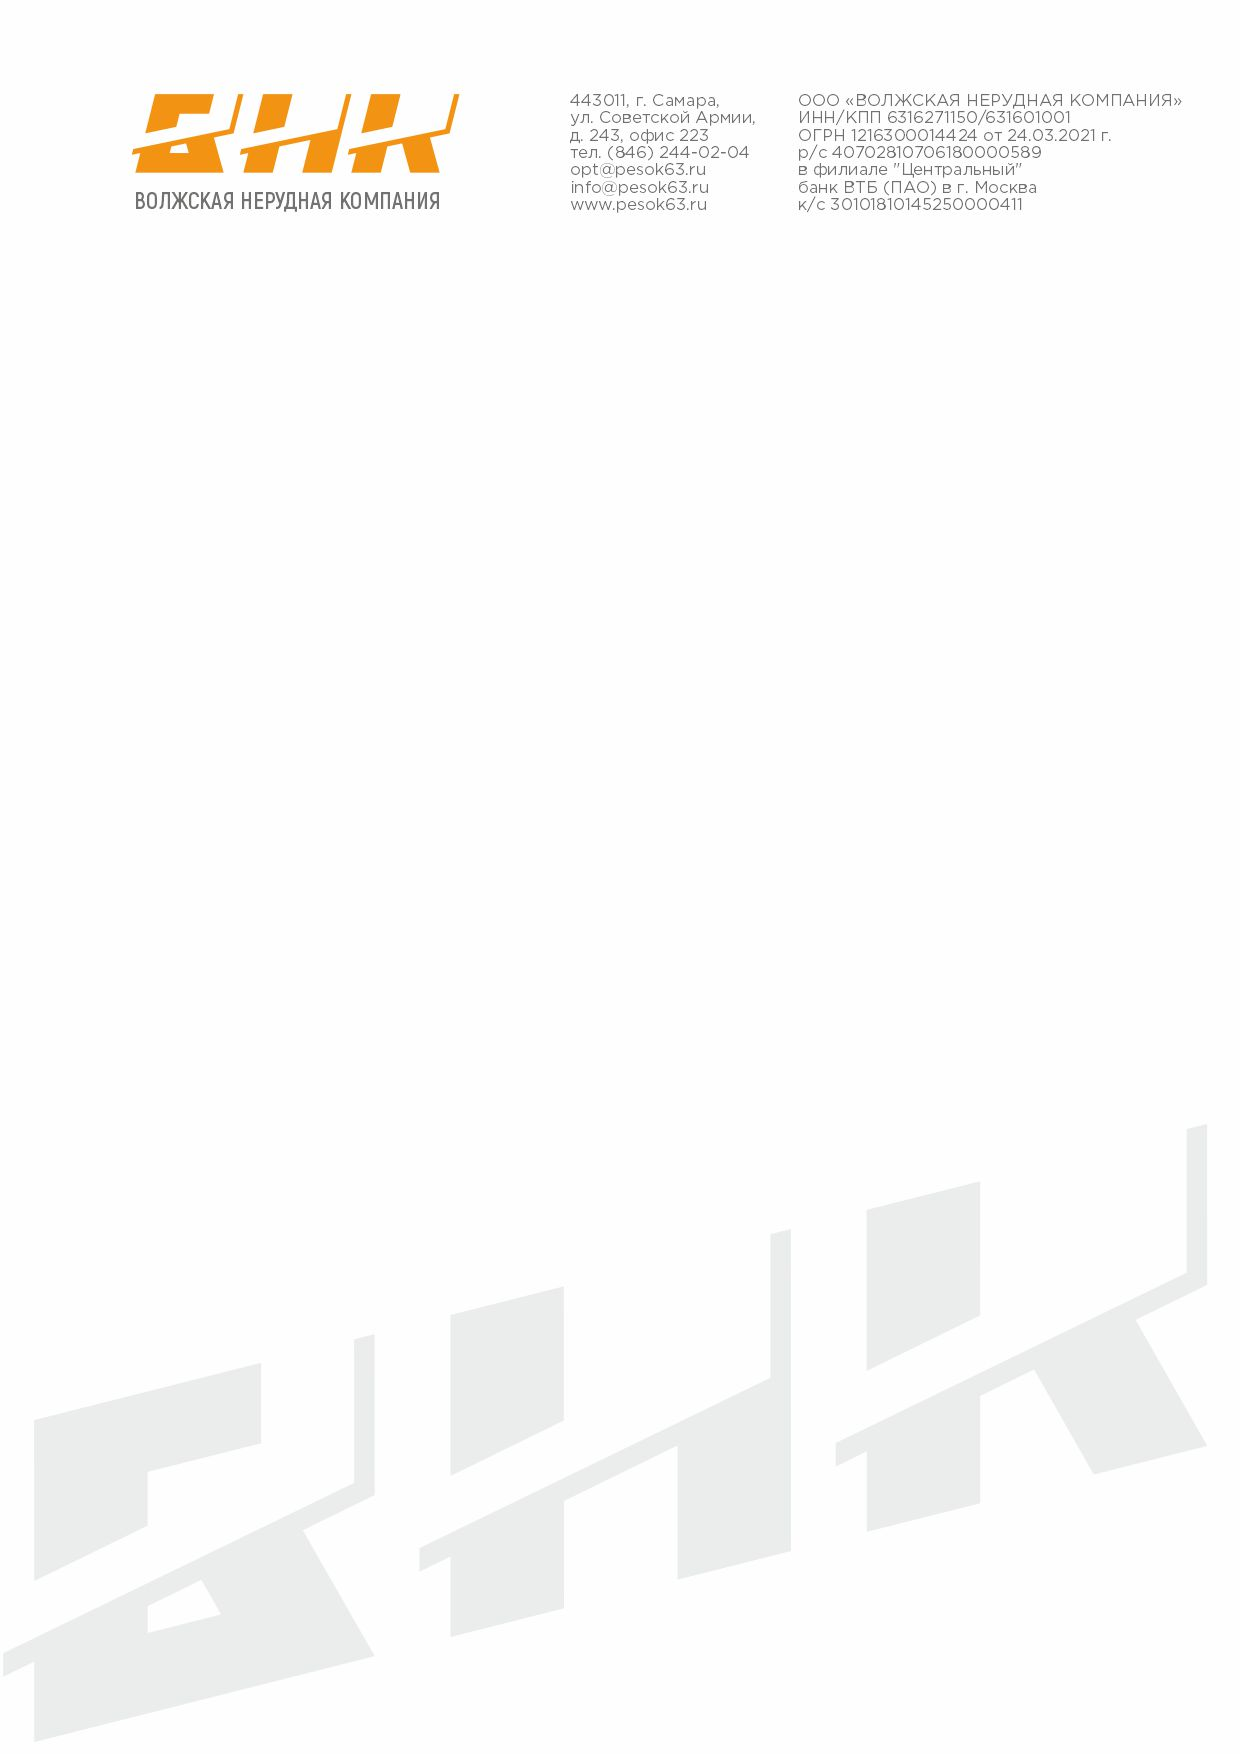 ВНК
ВОЛЖСКАЯ НЕРУДНАЯ КОМПАНИЯ
443011, г. Самара,
ул. Советской Армии,
д. 243, офис 223
тел. (846) 244-02-04
opt@pesok63.ru
info@pesok63.ru
www.pesok63.ru
ООО «ВОЛЖСКАЯ НЕРУДНАЯ КОМПАНИЯ»
ИНН/КПП 6316271150/631601001
ОГРН 1216300014424 от 24.03.2021 г.
р/с 40702810706180000589
в филиале "Центральный"
банк ВТБ (ПАО) в г. Москва
к/с 30101810145250000411
ВНК